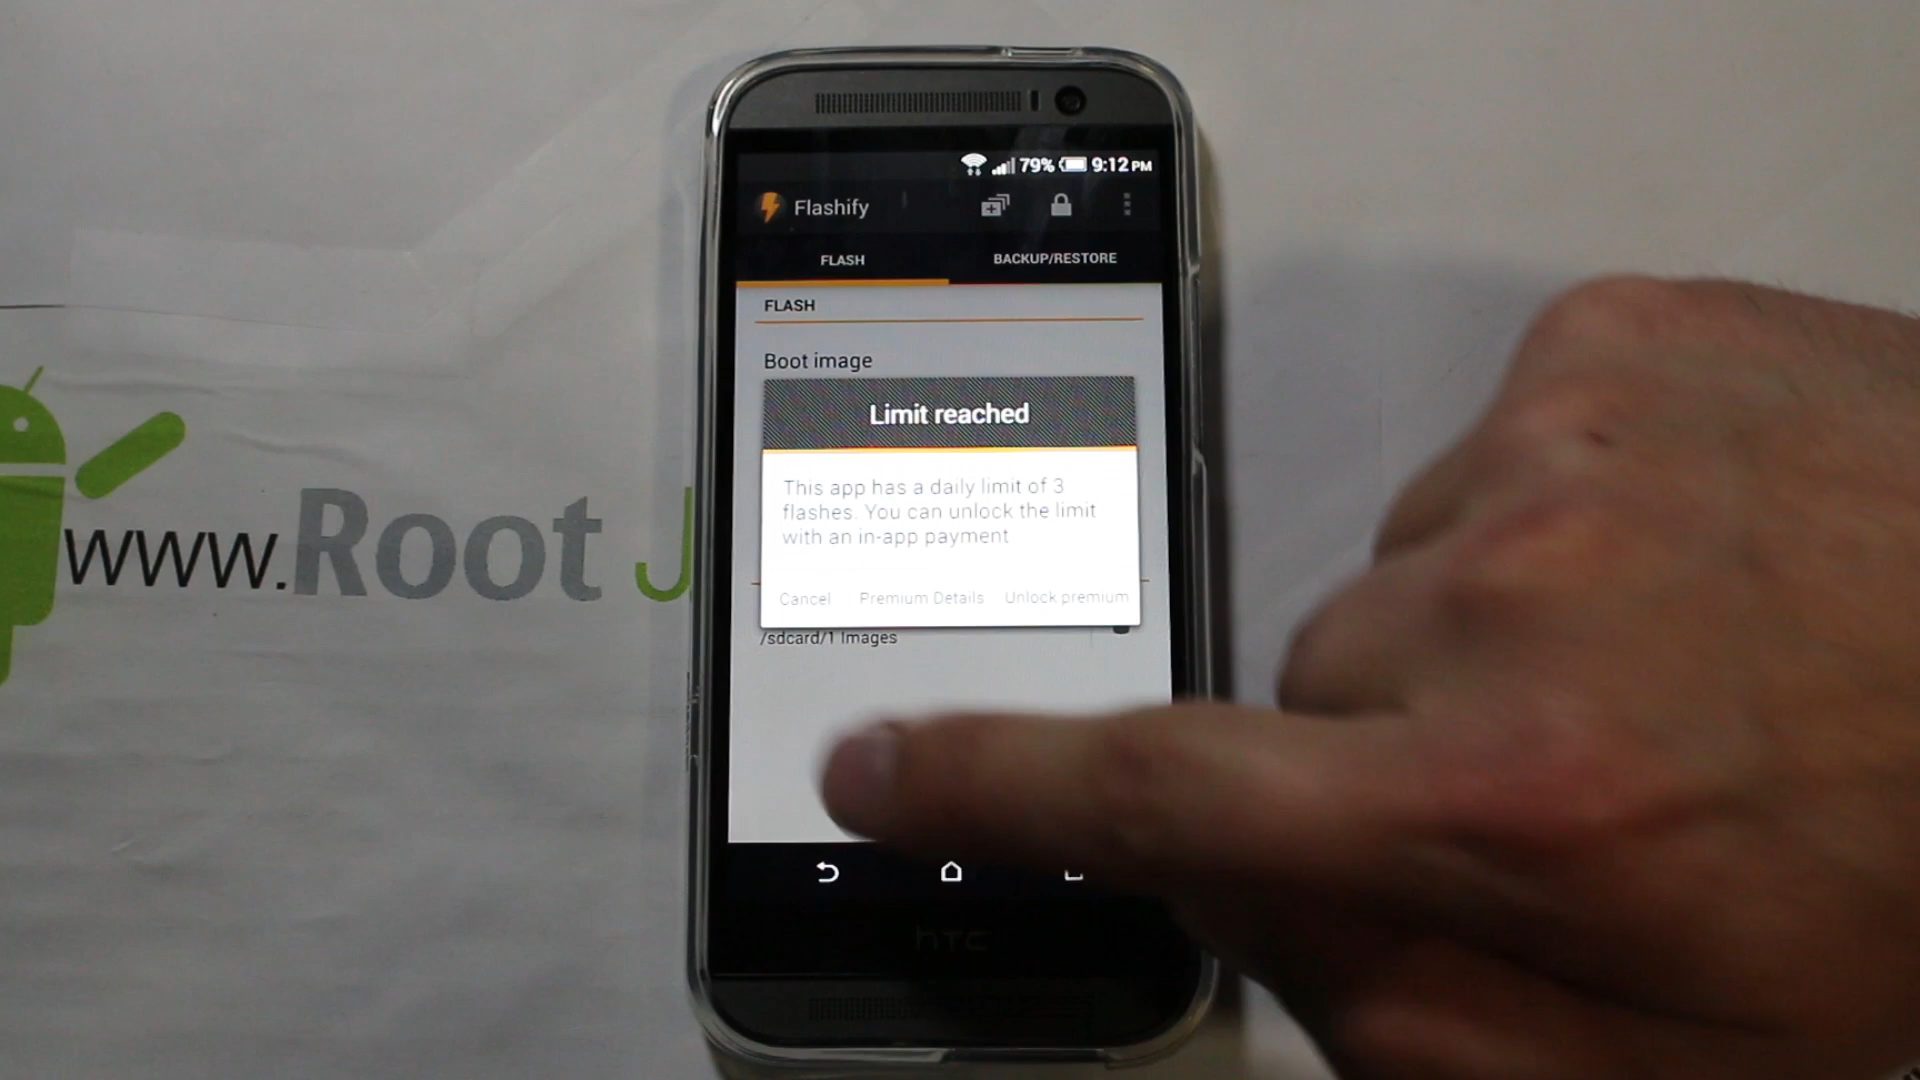 79% 9:12 PM
Flashify
FLASH BACKUP/RESTORE
FLASH
Boot image
Limit reached
This app has a daily limit of 3
flashes. You can unlock the limit
with an in-app payment
Cancel Premium Details Unlock premium
/sdcard/1 Images
hTC
www.Root J